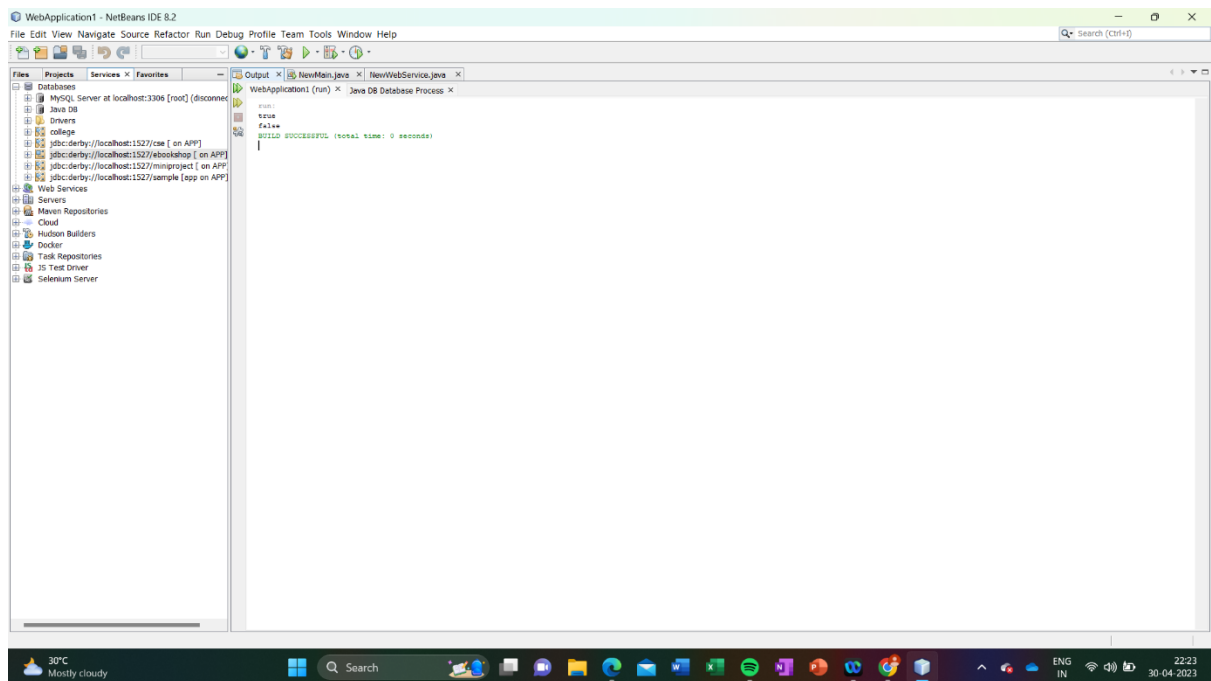 WebApplication1 - NetBeans IDE 8.2
File Edit View Navigate Source Refactor Run Debug Profile Team Tools Window Help
Search (Ctrl+I)
Files Projects Services Favorites
Output NewMain.java NewWebService.java
WebApplication1 (run) Java DB Database Process
Databases
MySQL Server at localhost:3306 [root] (disconnec
Java DB
Drivers
college
jdbc:derby://localhost:1527/cse [ on APP]
jdbc:derby://localhost:1527/ebookshop [ on APP]
jdbc:derby://localhost:1527/miniproject [ on APP
jdbc:derby://localhost:1527/sample [app on APP]
Web Services
Servers
Maven Repositories
Cloud
Hudson Builders
Docker
Task Repositories
JS Test Driver
Selenium Server
run:
true
false
BUILD SUCCESSFUL (total time: 0 seconds)
30°C
Mostly cloudy
Search
ENG
IN
22:23
30-04-2023